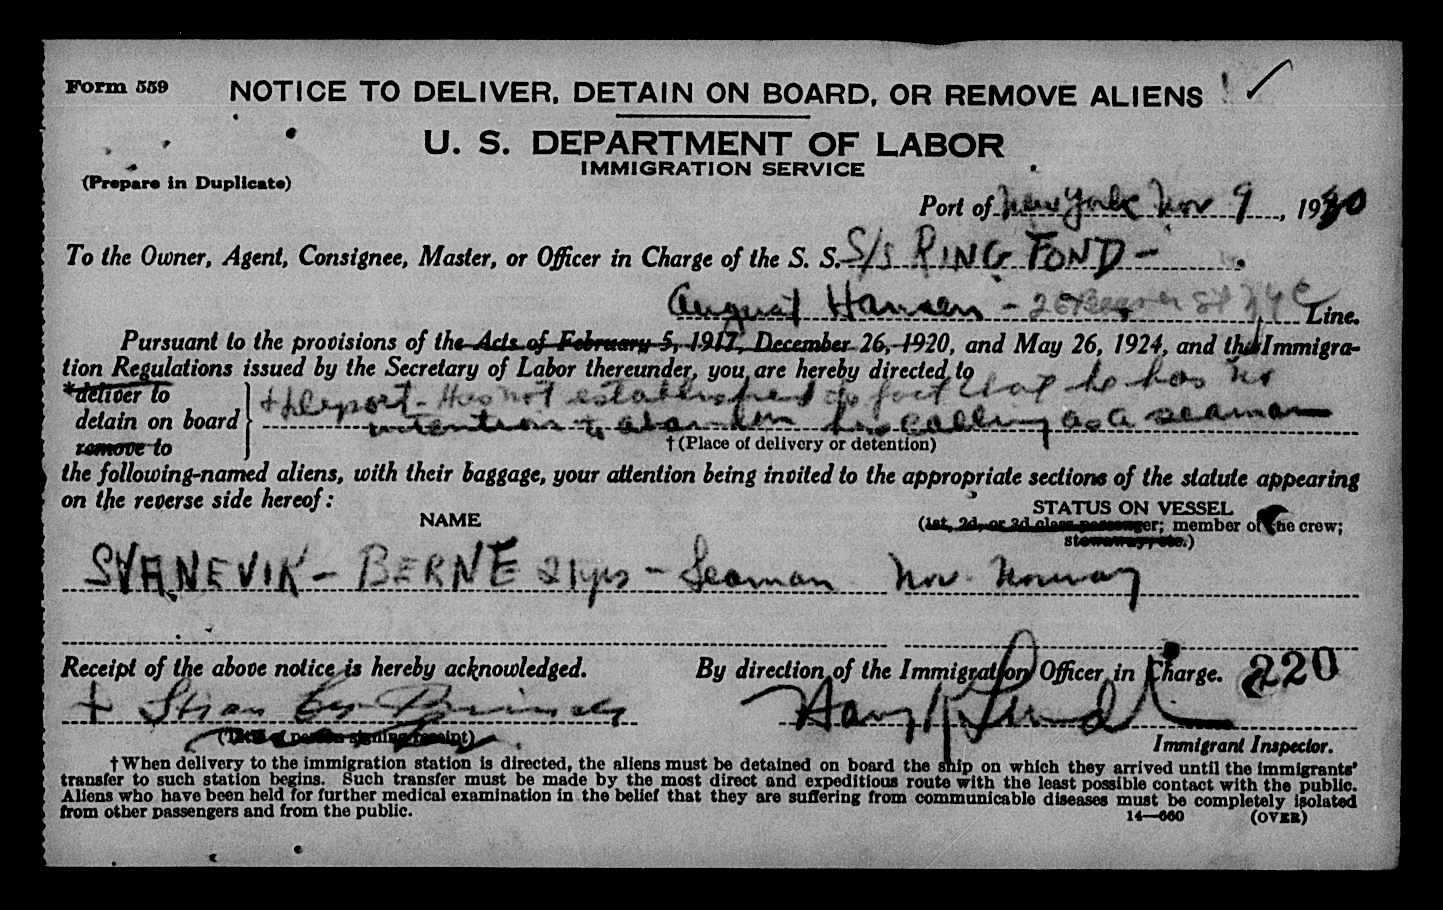 Form 559
NOTICE TO DELIVER, DETAIN ON BOARD, OR REMOVE ALIENS
U. S. DEPARTMENT OF LABOR
IMMIGRATION SERVICE
(Prepare in Duplicate)
Port of New York Nov 9, 1930
To the Owner, Agent, Consignee, Master, or Officer in Charge of the S. S. S/S RING FOND -
August Hansen - 26 Beaver St NYC Line.
Pursuant to the provisions of the Acts of February 5, 1917, December 26, 1920, and May 26, 1924, and the Immigra-
tion Regulations issued by the Secretary of Labor thereunder, you are hereby directed to
*deliver to
detain on board
remove to
+ Deport - Has not established fact that he has no
intention to abandon his calling as a seaman
† (Place of delivery or detention)
the following-named aliens, with their baggage, your attention being invited to the appropriate sections of the statute appearing
on the reverse side hereof:
NAME
STATUS ON VESSEL
(1st, 2d, or 3d class passenger; member of the crew;
stowaway, etc.)
SVANEVIK - BERNE 21 yrs - Seaman Nov. Norway
Receipt of the above notice is hereby acknowledged.
By direction of the Immigration Officer in Charge. 220
(Title of person signing receipt)
Immigrant Inspector.
† When delivery to the immigration station is directed, the aliens must be detained on board the ship on which they arrived until the immigrants'
transfer to such station begins. Such transfer must be made by the most direct and expeditious route with the least possible contact with the public.
Aliens who have been held for further medical examination in the belief that they are suffering from communicable diseases must be completely isolated
from other passengers and from the public.
14—660
(OVER)